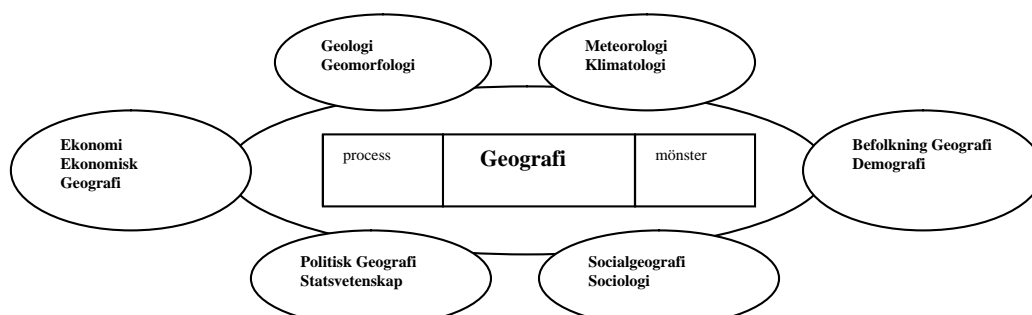 Geologi
Geomorfologi
Meteorologi
Klimatologi
Ekonomi
Ekonomisk
Geografi
process
Geografi
mönster
Befolkning Geografi
Demografi
Politisk Geografi
Statsvetenskap
Socialgeografi
Sociologi